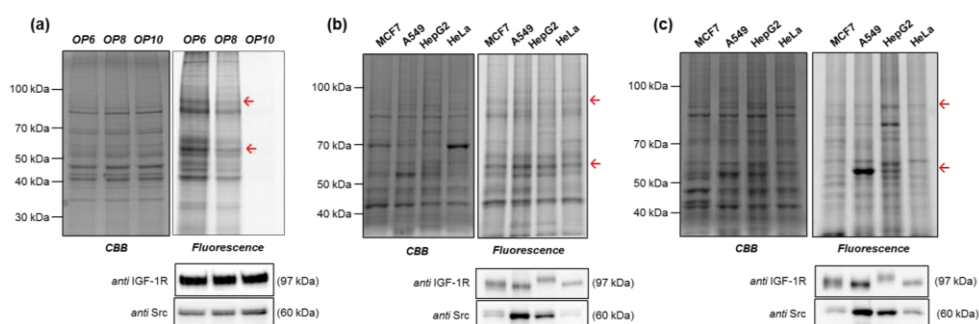 (a)
OP6 OP8 OP10 OP6 OP8 OP10
100 kDa
70 kDa
50 kDa
40 kDa
30 kDa
CBB Fluorescence
anti IGF-1R (97 kDa)
anti Src (60 kDa)
(b)
MCF7 A549 HepG2 HeLa MCF7 A549 HepG2 HeLa
100 kDa
70 kDa
50 kDa
40 kDa
CBB Fluorescence
anti IGF-1R (97 kDa)
anti Src (60 kDa)
(c)
MCF7 A549 HepG2 HeLa MCF7 A549 HepG2 HeLa
100 kDa
70 kDa
50 kDa
40 kDa
CBB Fluorescence
anti IGF-1R (97 kDa)
anti Src (60 kDa)